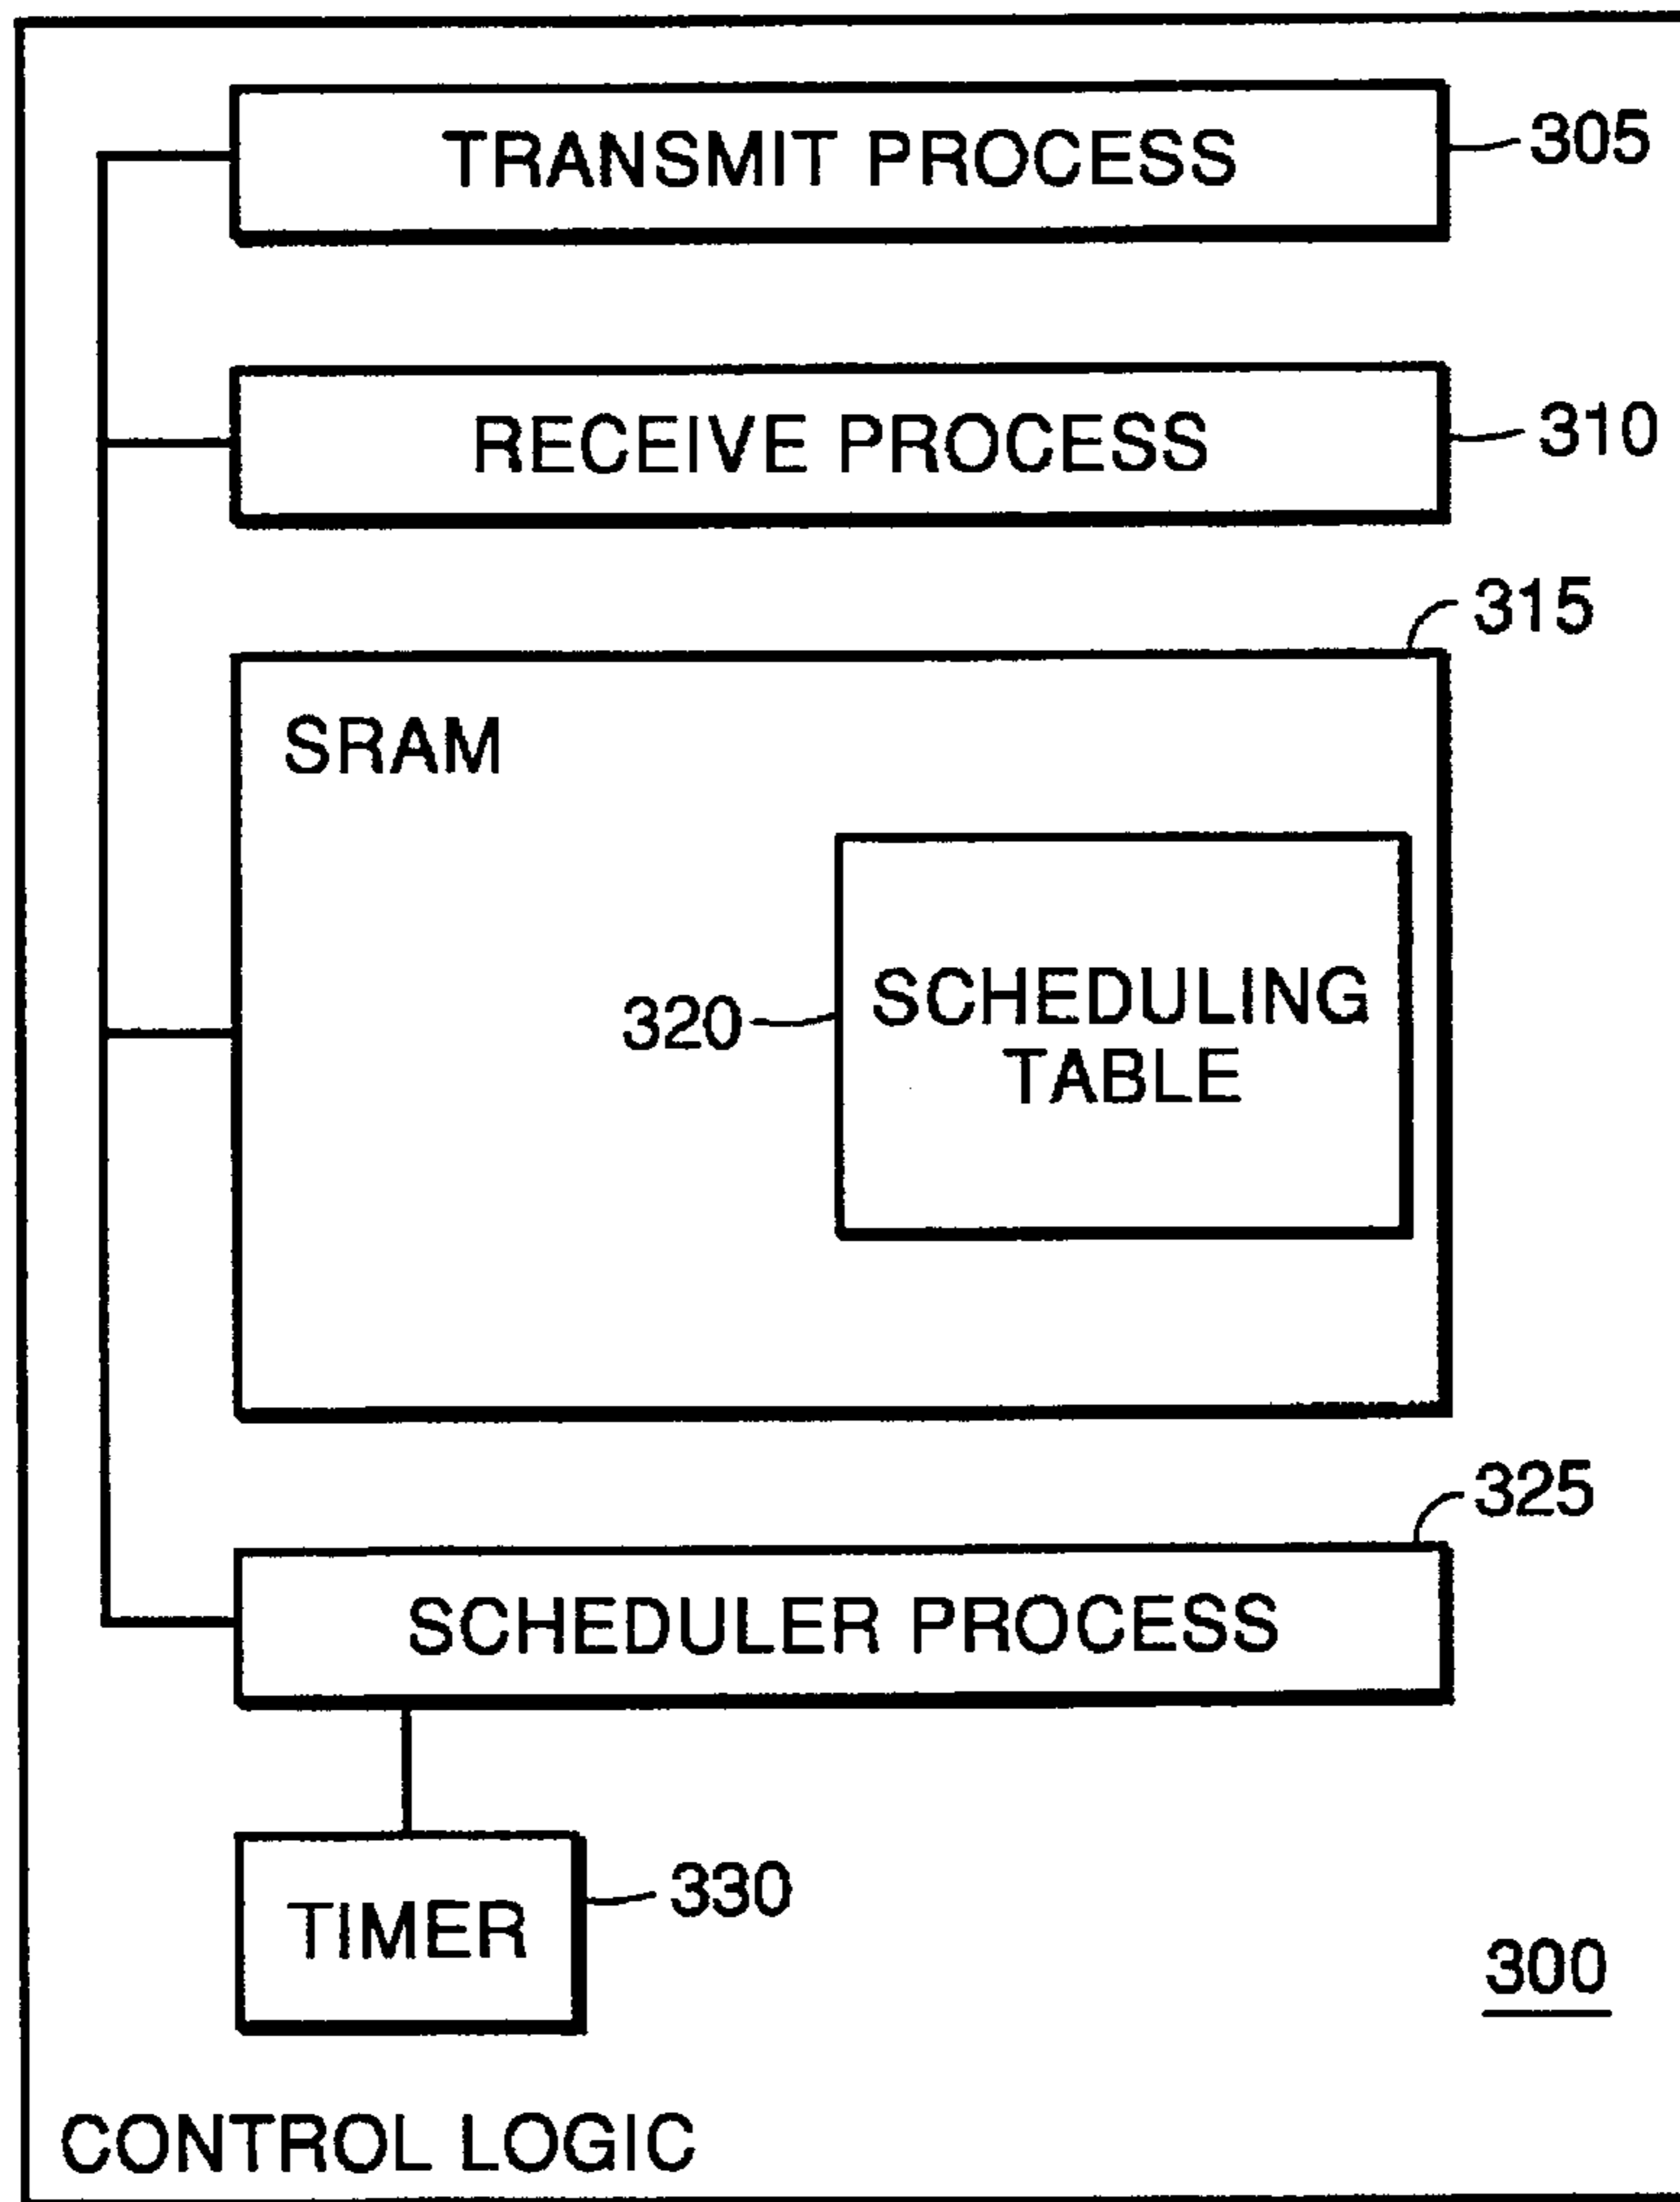 TRANSMIT PROCESS
305
RECEIVE PROCESS
310
315
SRAM
320
SCHEDULING
TABLE
325
SCHEDULER PROCESS
TIMER
330
300
CONTROL LOGIC